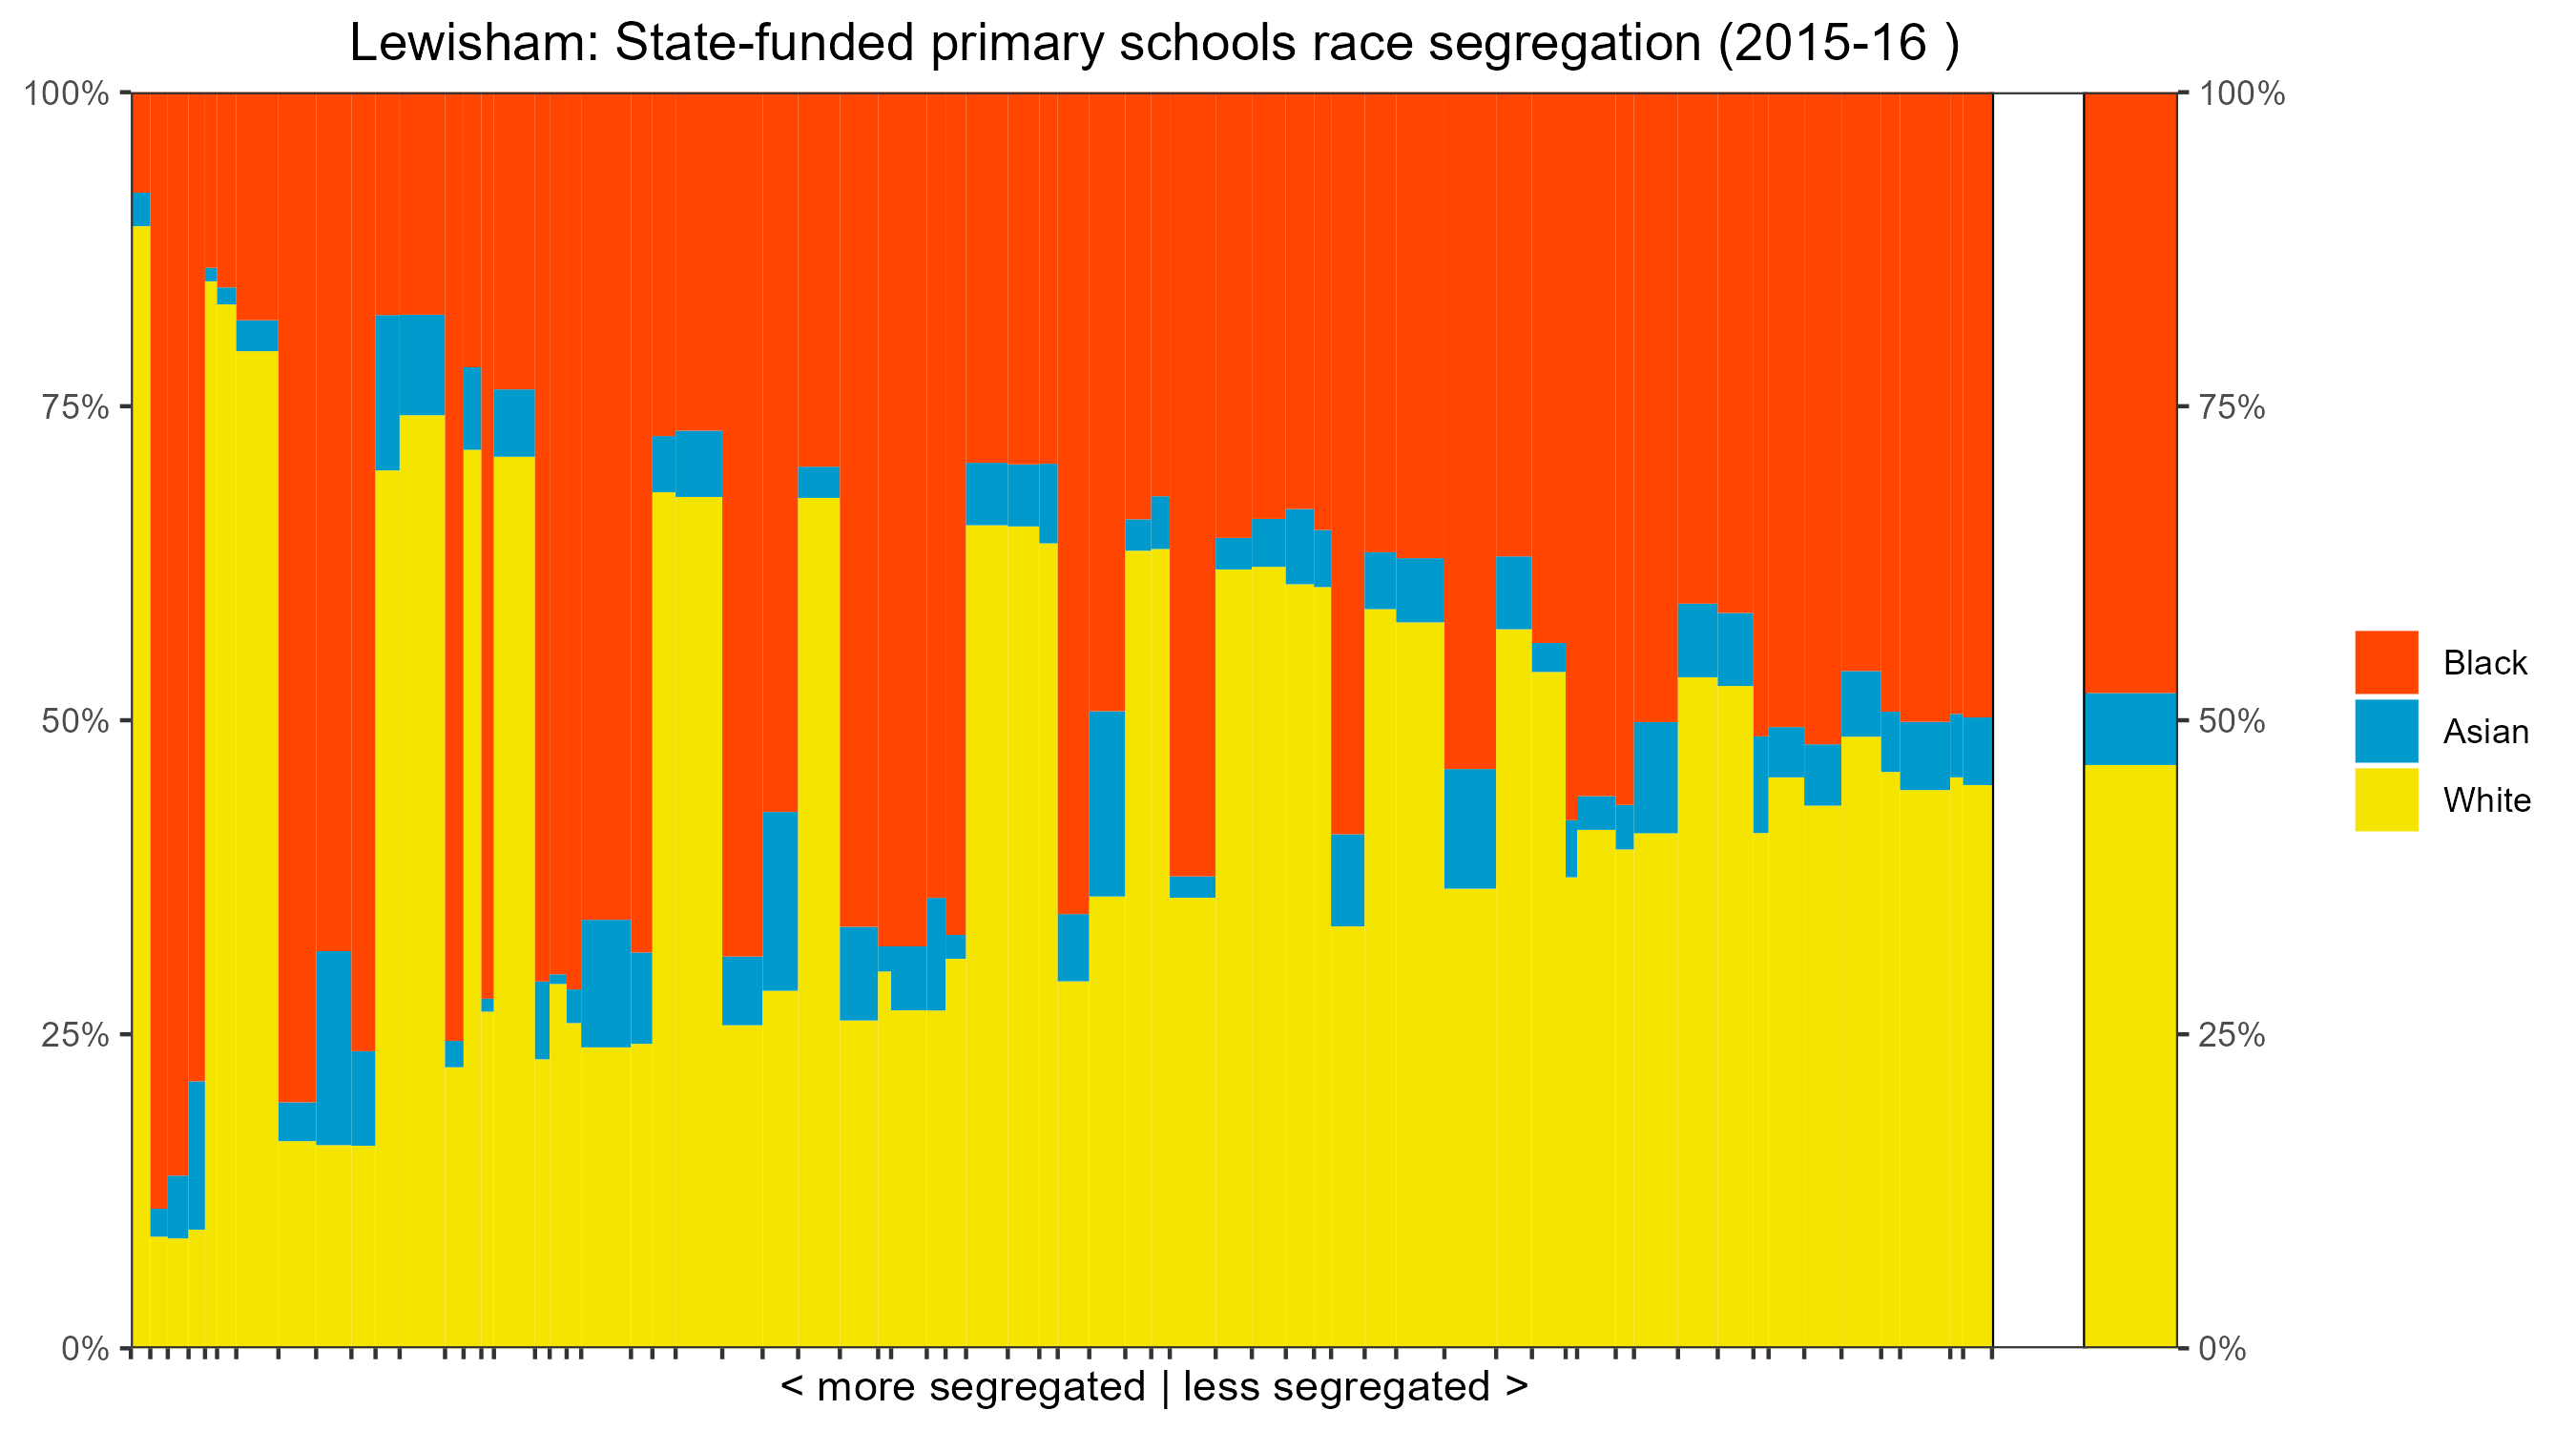 Lewisham: State-funded primary schools race segregation (2015-16 )
100%
75%
50%
25%
0%
100%
75%
50%
25%
0%
Black
Asian
White
< more segregated | less segregated >